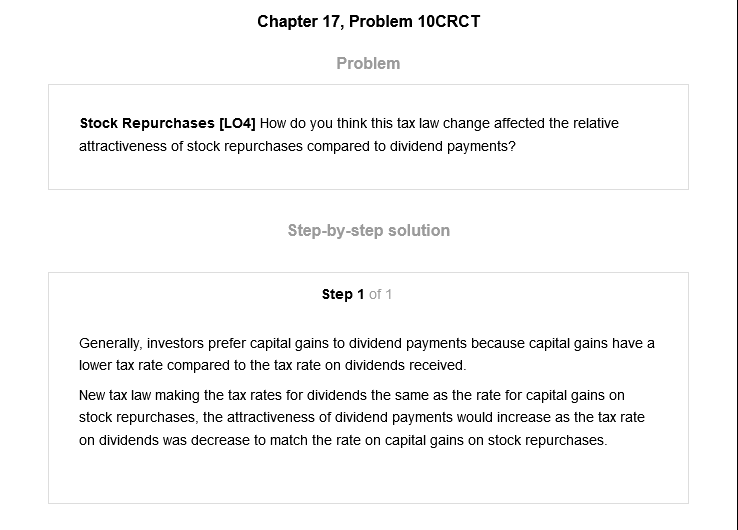 Chapter 17, Problem 10CRCT
Problem
Stock Repurchases [LO4] How do you think this tax law change affected the relative
attractiveness of stock repurchases compared to dividend payments?
Step-by-step solution
Step 1 of 1
Generally, investors prefer capital gains to dividend payments because capital gains have a
lower tax rate compared to the tax rate on dividends received.
New tax law making the tax rates for dividends the same as the rate for capital gains on
stock repurchases, the attractiveness of dividend payments would increase as the tax rate
on dividends was decrease to match the rate on capital gains on stock repurchases.